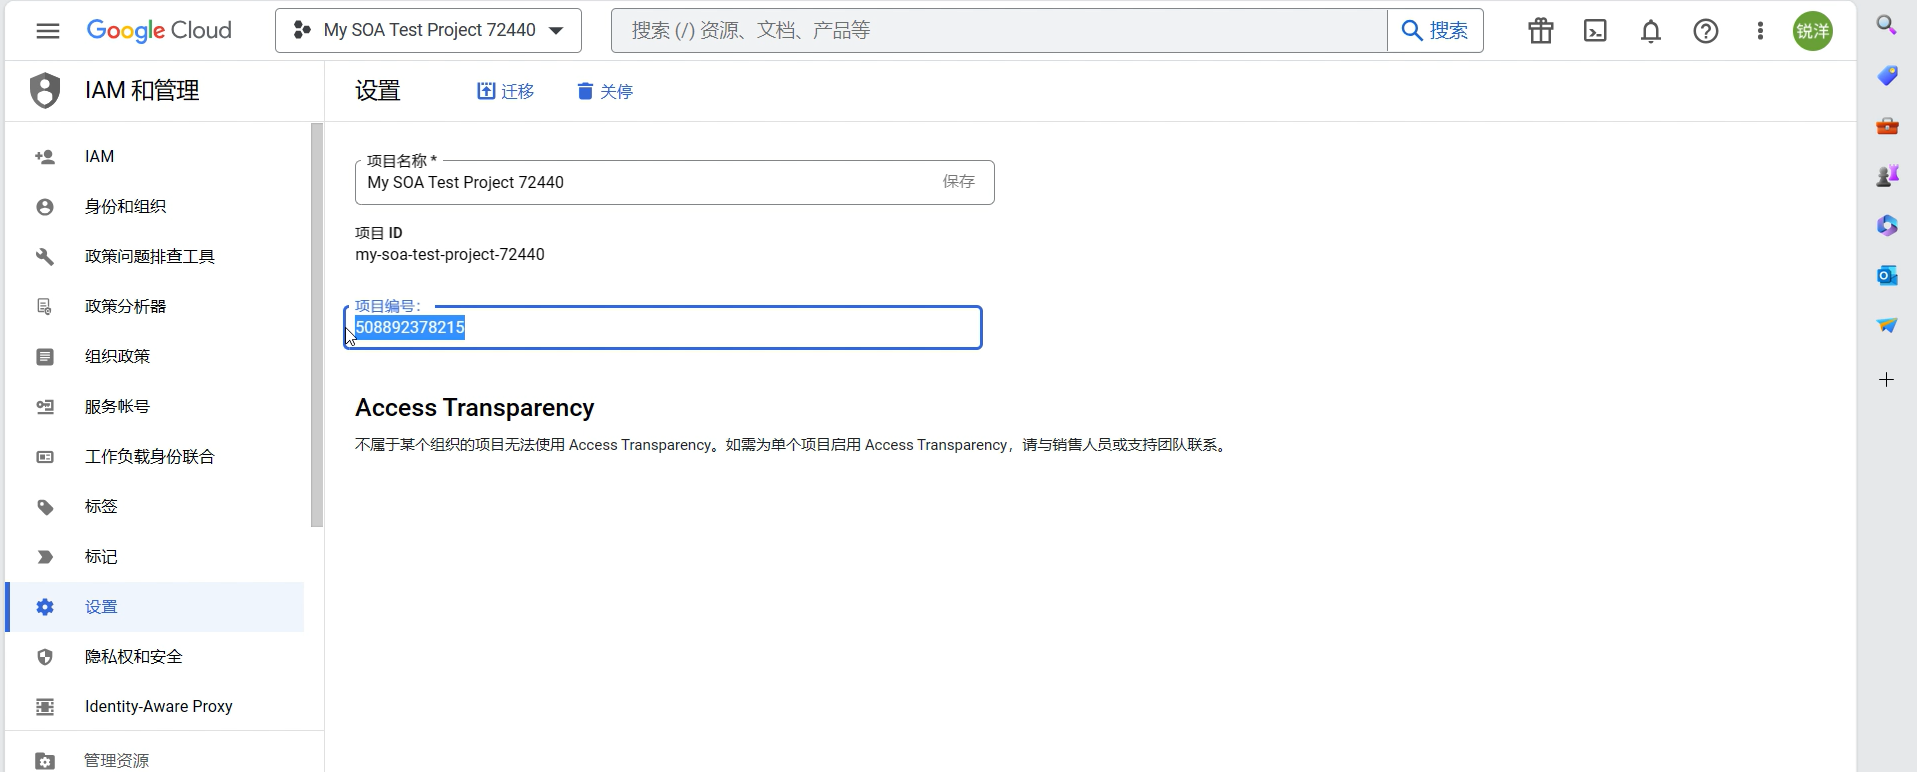 Google Cloud
My SOA Test Project 72440
搜索 (/) 资源、文档、产品等
搜索
锐洋
IAM 和管理
设置
迁移
关停
IAM
身份和组织
政策问题排查工具
政策分析器
组织政策
服务帐号
工作负载身份联合
标签
标记
设置
隐私权和安全
Identity-Aware Proxy
管理资源
项目名称 *
My SOA Test Project 72440
保存
项目 ID
my-soa-test-project-72440
项目编号：
508892378215
Access Transparency
不属于某个组织的项目无法使用 Access Transparency。如需为单个项目启用 Access Transparency，请与销售人员或支持团队联系。